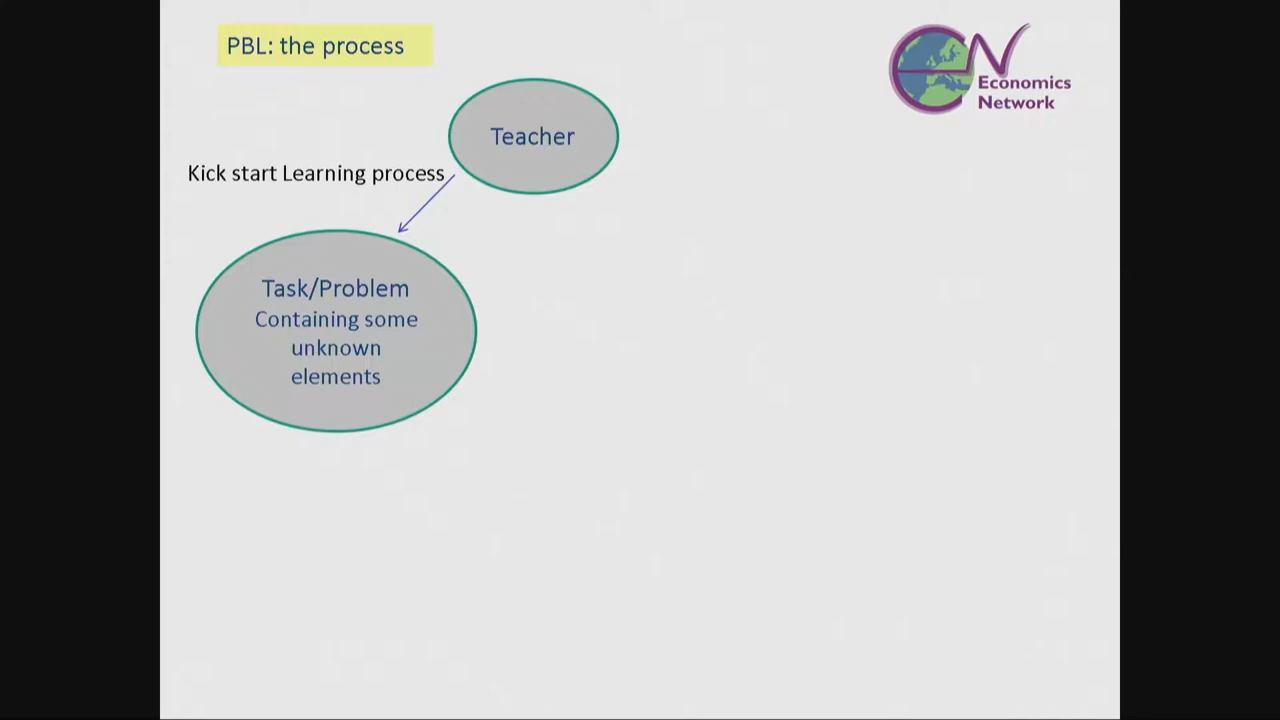 PBL: the process
Economics
Network
Teacher
Kick start Learning process
Task/Problem
Containing some
unknown
elements